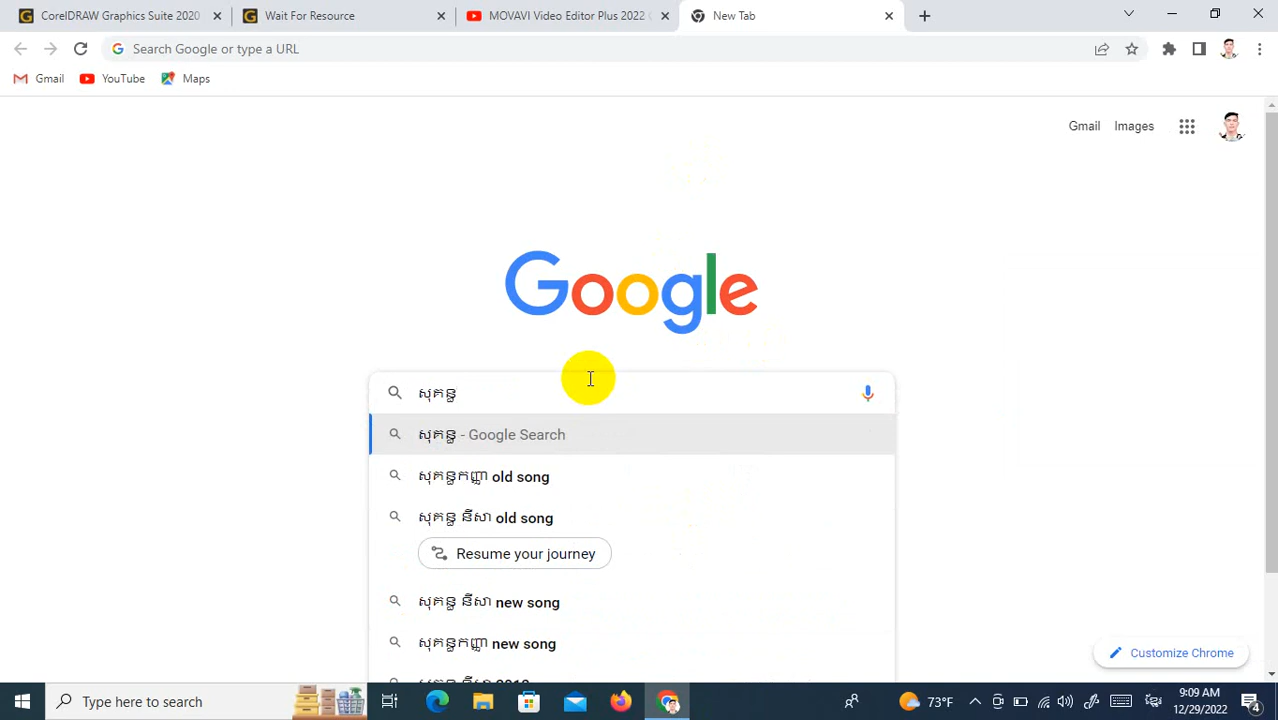 CorelDRAW Graphics Suite 2020
Wait For Resource
MOVAVI Video Editor Plus 2022
New Tab
Search Google or type a URL
Gmail
YouTube
Maps
Gmail
Images
Google
សុគន្ធ
សុគន្ធ - Google Search
សុគន្ធកញ្ញា old song
សុគន្ធ នីសា old song
Resume your journey
សុគន្ធ នីសា new song
សុគន្ធកញ្ញា new song
Customize Chrome
Type here to search
73°F
9:09 AM
12/29/2022
4